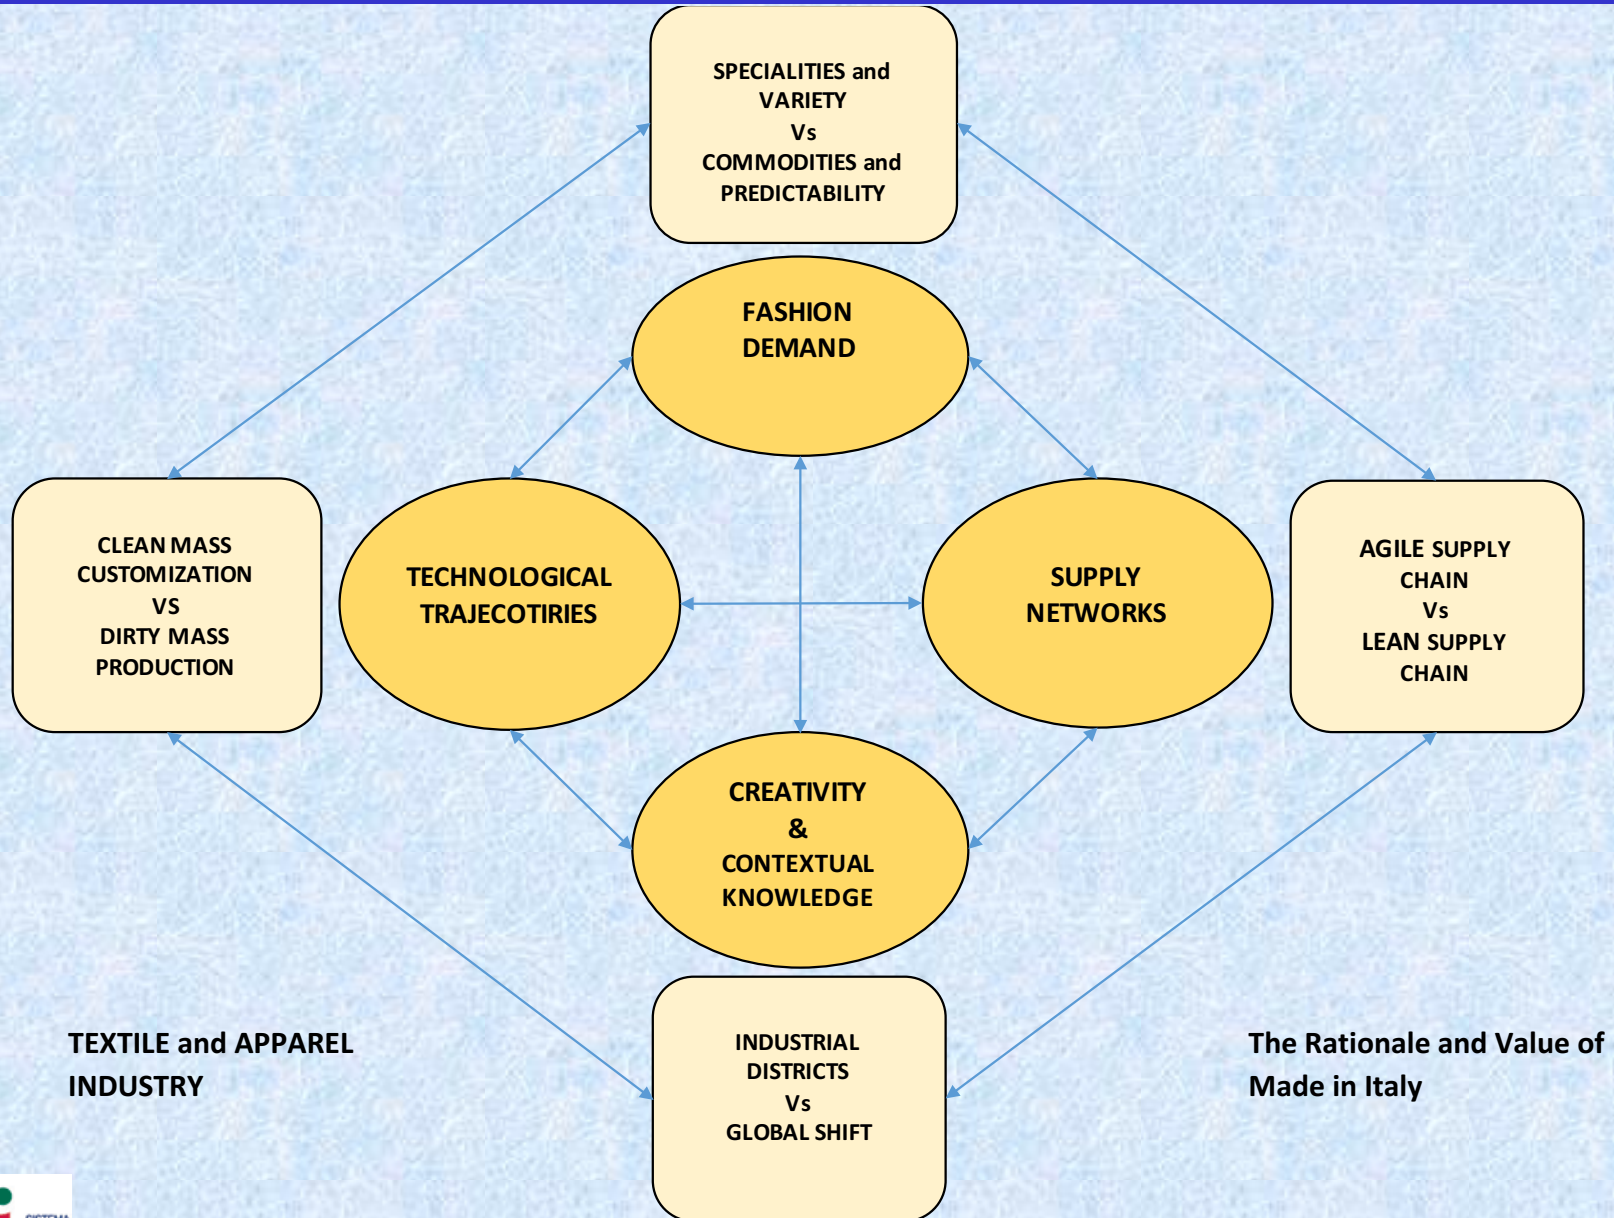 SPECIALITIES and
VARIETY
Vs
COMMODITIES and
PREDICTABILITY
FASHION
DEMAND
CLEAN MASS
CUSTOMIZATION
VS
DIRTY MASS
PRODUCTION
TECHNOLOGICAL
TRAJECOTIRIES
SUPPLY
NETWORKS
AGILE SUPPLY
CHAIN
Vs
LEAN SUPPLY
CHAIN
CREATIVITY
&
CONTEXTUAL
KNOWLEDGE
TEXTILE and APPAREL
INDUSTRY
INDUSTRIAL
DISTRICTS
Vs
GLOBAL SHIFT
The Rationale and Value of
Made in Italy
SISTEMA